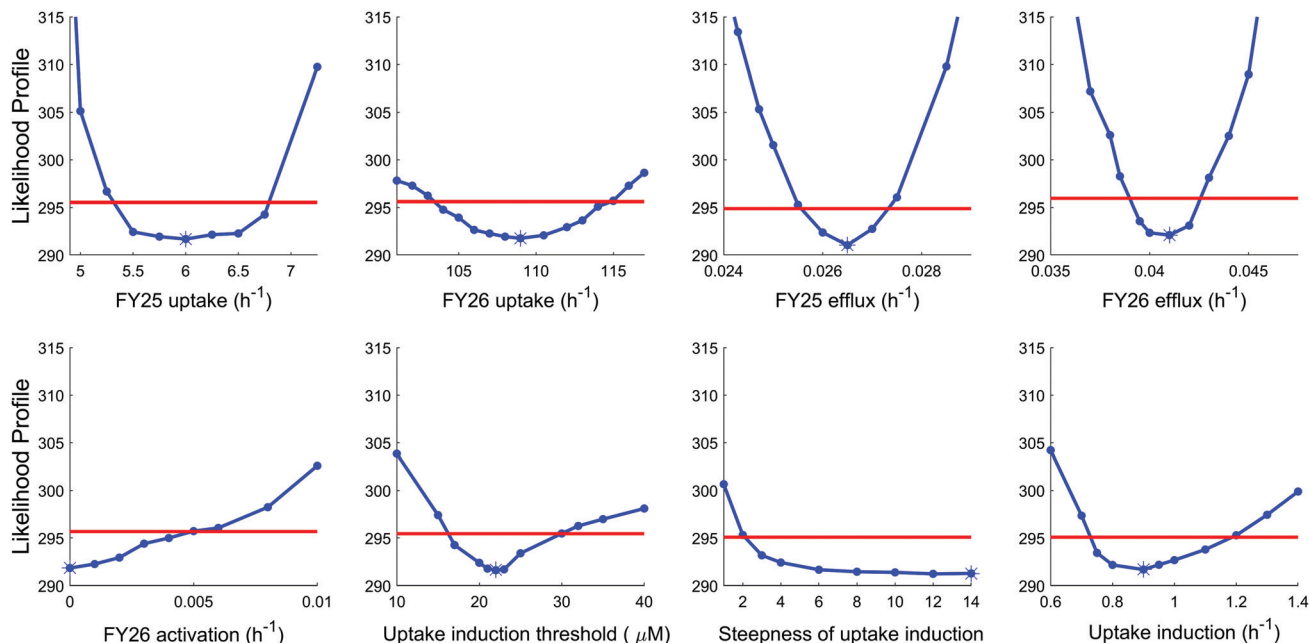 Likelihood Profile
315
310
305
300
295
290
5 5.5 6 6.5 7
FY25 uptake (h-1)
315
310
305
300
295
290
105 110 115
FY26 uptake (h-1)
315
310
305
300
295
290
0.024 0.026 0.028
FY25 efflux (h-1)
315
310
305
300
295
290
0.035 0.04 0.045
FY26 efflux (h-1)
Likelihood Profile
315
310
305
300
295
290
0 0.005 0.01
FY26 activation (h-1)
315
310
305
300
295
290
10 20 30 40
Uptake induction threshold ( μM)
315
310
305
300
295
290
2 4 6 8 10 12 14
Steepness of uptake induction
315
310
305
300
295
290
0.6 0.8 1 1.2 1.4
Uptake induction (h-1)